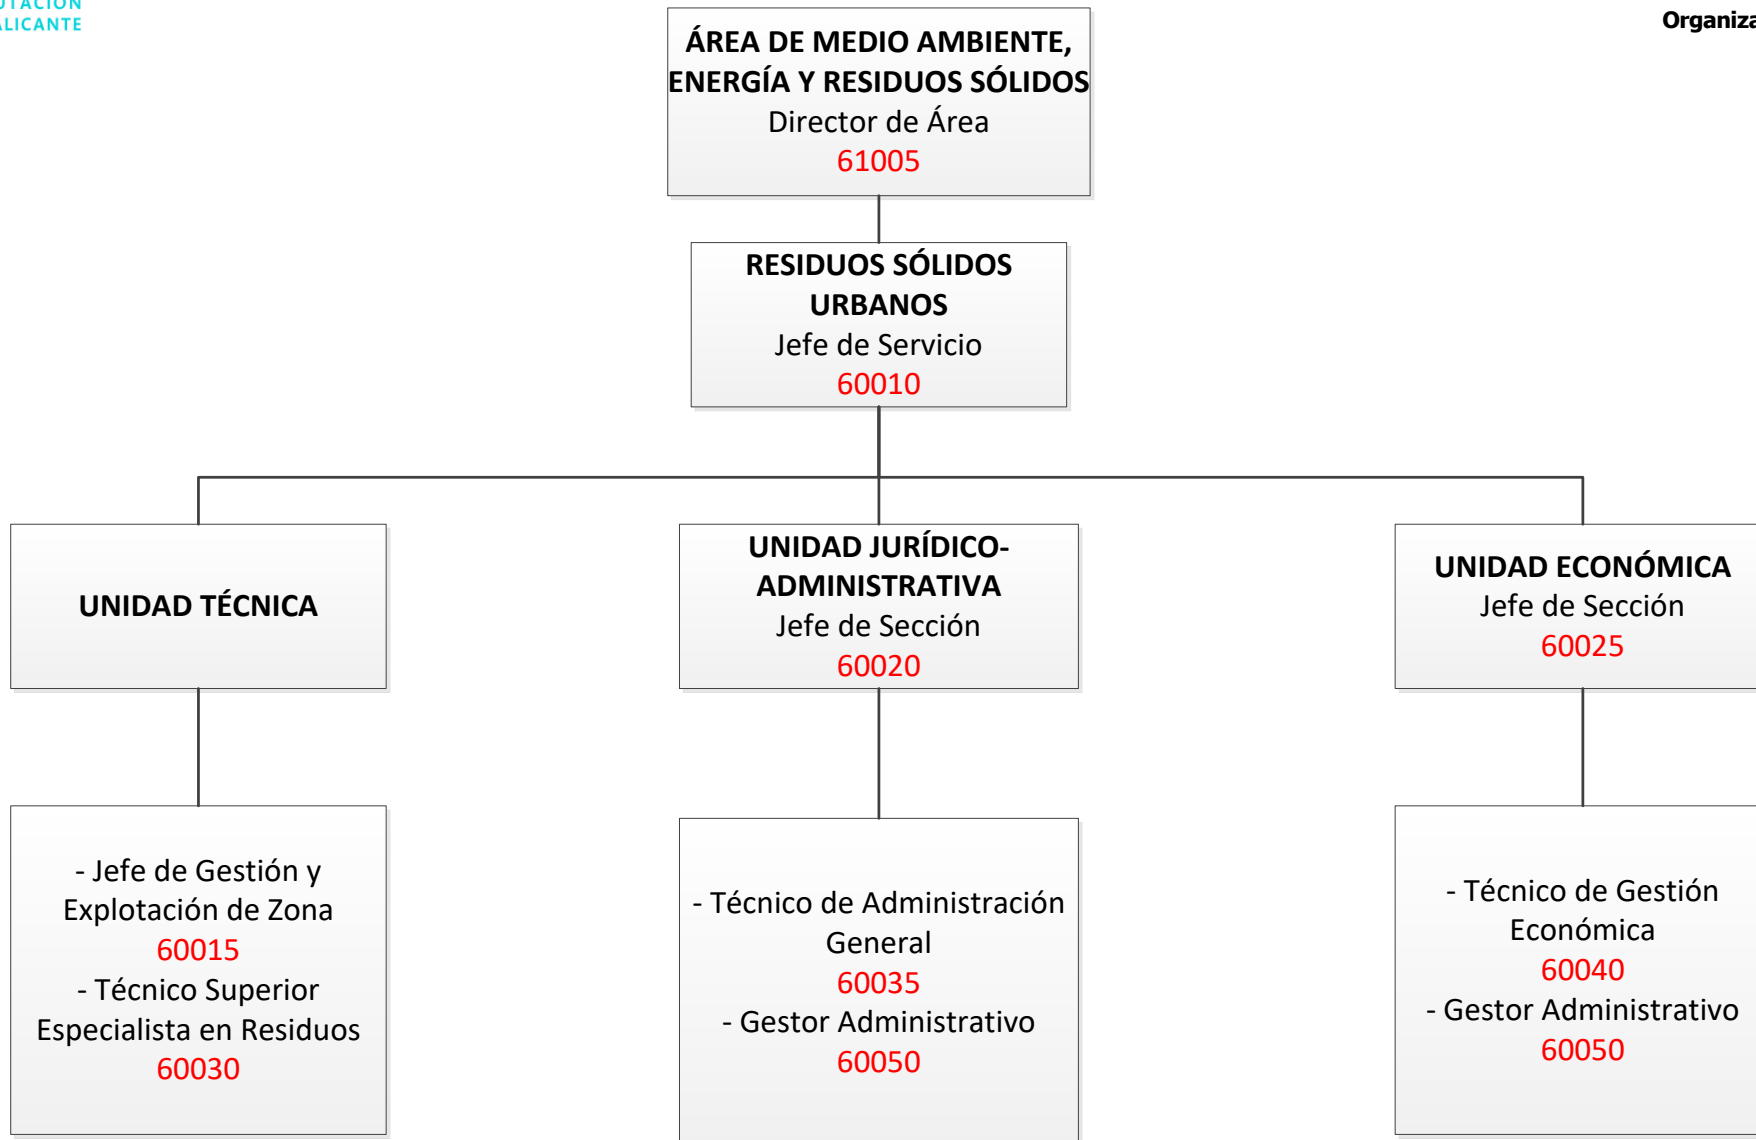 ALICANTE
ÁREA DE MEDIO AMBIENTE,
ENERGÍA Y RESIDUOS SÓLIDOS
Director de Área
61005
RESIDUOS SÓLIDOS
URBANOS
Jefe de Servicio
60010
UNIDAD TÉCNICA
UNIDAD JURÍDICO-
ADMINISTRATIVA
Jefe de Sección
60020
UNIDAD ECONÓMICA
Jefe de Sección
60025
- Jefe de Gestión y
Explotación de Zona
60015
- Técnico Superior
Especialista en Residuos
60030
- Técnico de Administración
General
60035
- Gestor Administrativo
60050
- Técnico de Gestión
Económica
60040
- Gestor Administrativo
60050